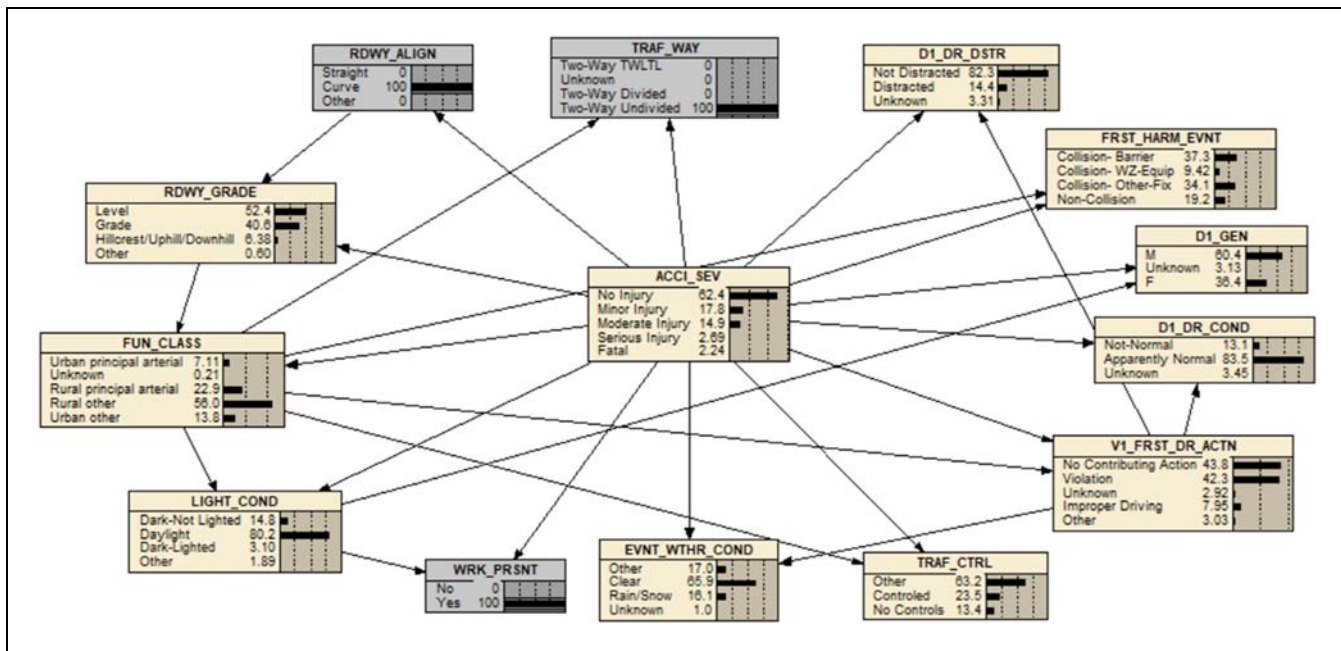 RDWY_ALIGN
Straight 0
Curve 100
Other 0
TRAF_WAY
Two-Way TWLTL 0
Unknown 0
Two-Way Divided 0
Two-Way Undivided 100
D1_DR_DSTR
Not Distracted 82.3
Distracted 14.4
Unknown 3.31
FRST_HARM_EVNT
Collision- Barrier 37.3
Collision- WZ-Equip 9.42
Collision- Other-Fix 34.1
Non-Collision 19.2
RDWY_GRADE
Level 52.4
Grade 40.6
Hillcrest/Uphill/Downhill 6.38
Other 0.60
D1_GEN
M 60.4
Unknown 3.13
F 36.4
ACCI_SEV
No Injury 62.4
Minor Injury 17.8
Moderate Injury 14.9
Serious Injury 2.69
Fatal 2.24
FUN_CLASS
Urban principal arterial 7.11
Unknown 0.21
Rural principal arterial 22.9
Rural other 56.0
Urban other 13.8
D1_DR_COND
Not-Normal 13.1
Apparently Normal 83.5
Unknown 3.45
V1_FRST_DR_ACTN
No Contributing Action 43.8
Violation 42.3
Unknown 2.92
Improper Driving 7.95
Other 3.03
LIGHT_COND
Dark-Not Lighted 14.8
Daylight 80.2
Dark-Lighted 3.10
Other 1.89
WRK_PRSNT
No 0
Yes 100
EVNT_WTHR_COND
Other 17.0
Clear 65.9
Rain/Snow 16.1
Unknown 1.0
TRAF_CTRL
Other 63.2
Controled 23.5
No Controls 13.4